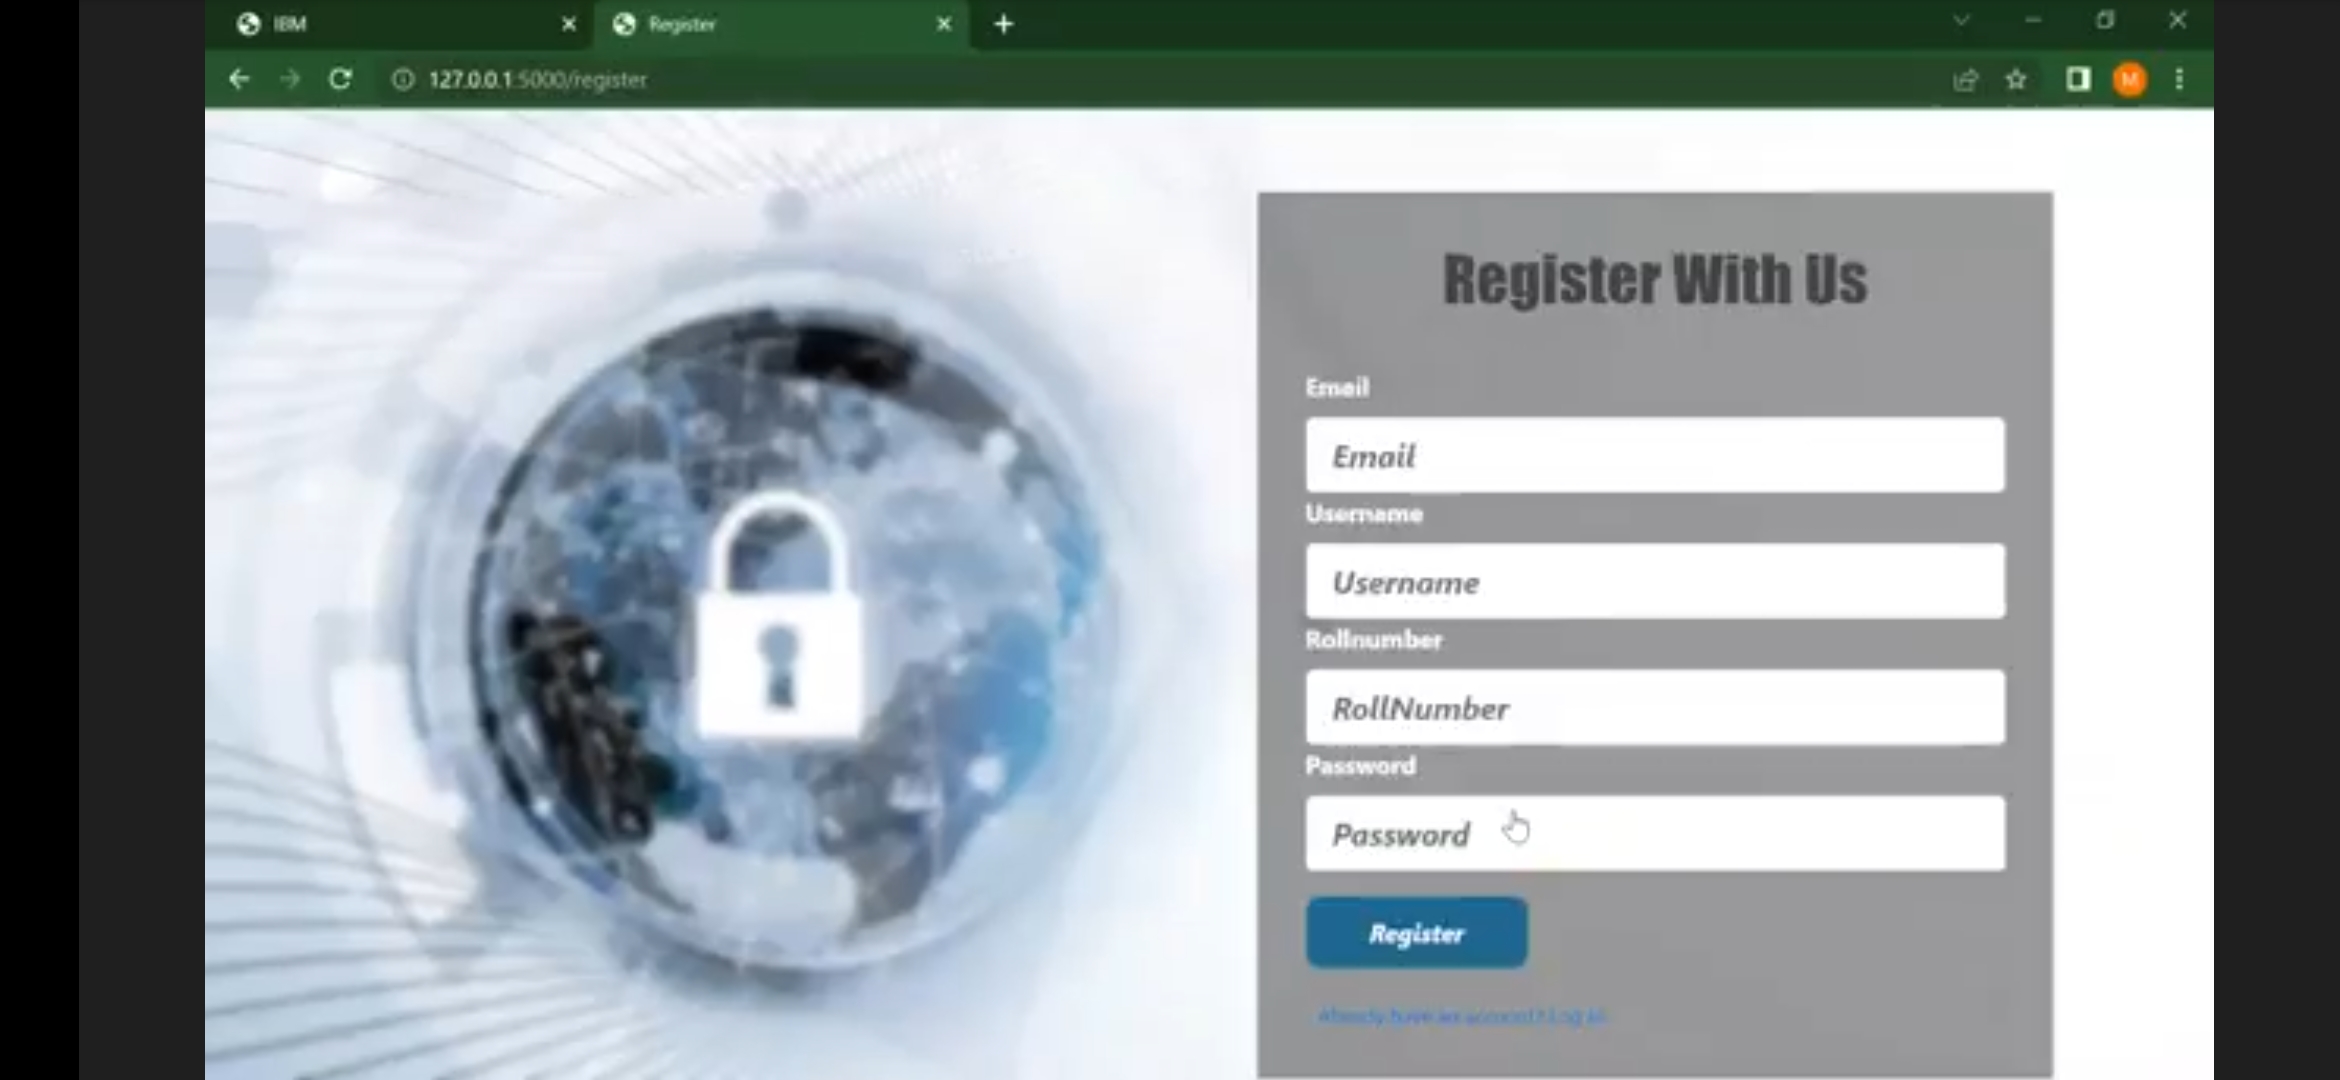 IBM
Register
127.0.0.1:5000/register
M
Register With Us
Email
Email
Username
Username
Rollnumber
RollNumber
Password
Password
Register
Already have an account? Log in